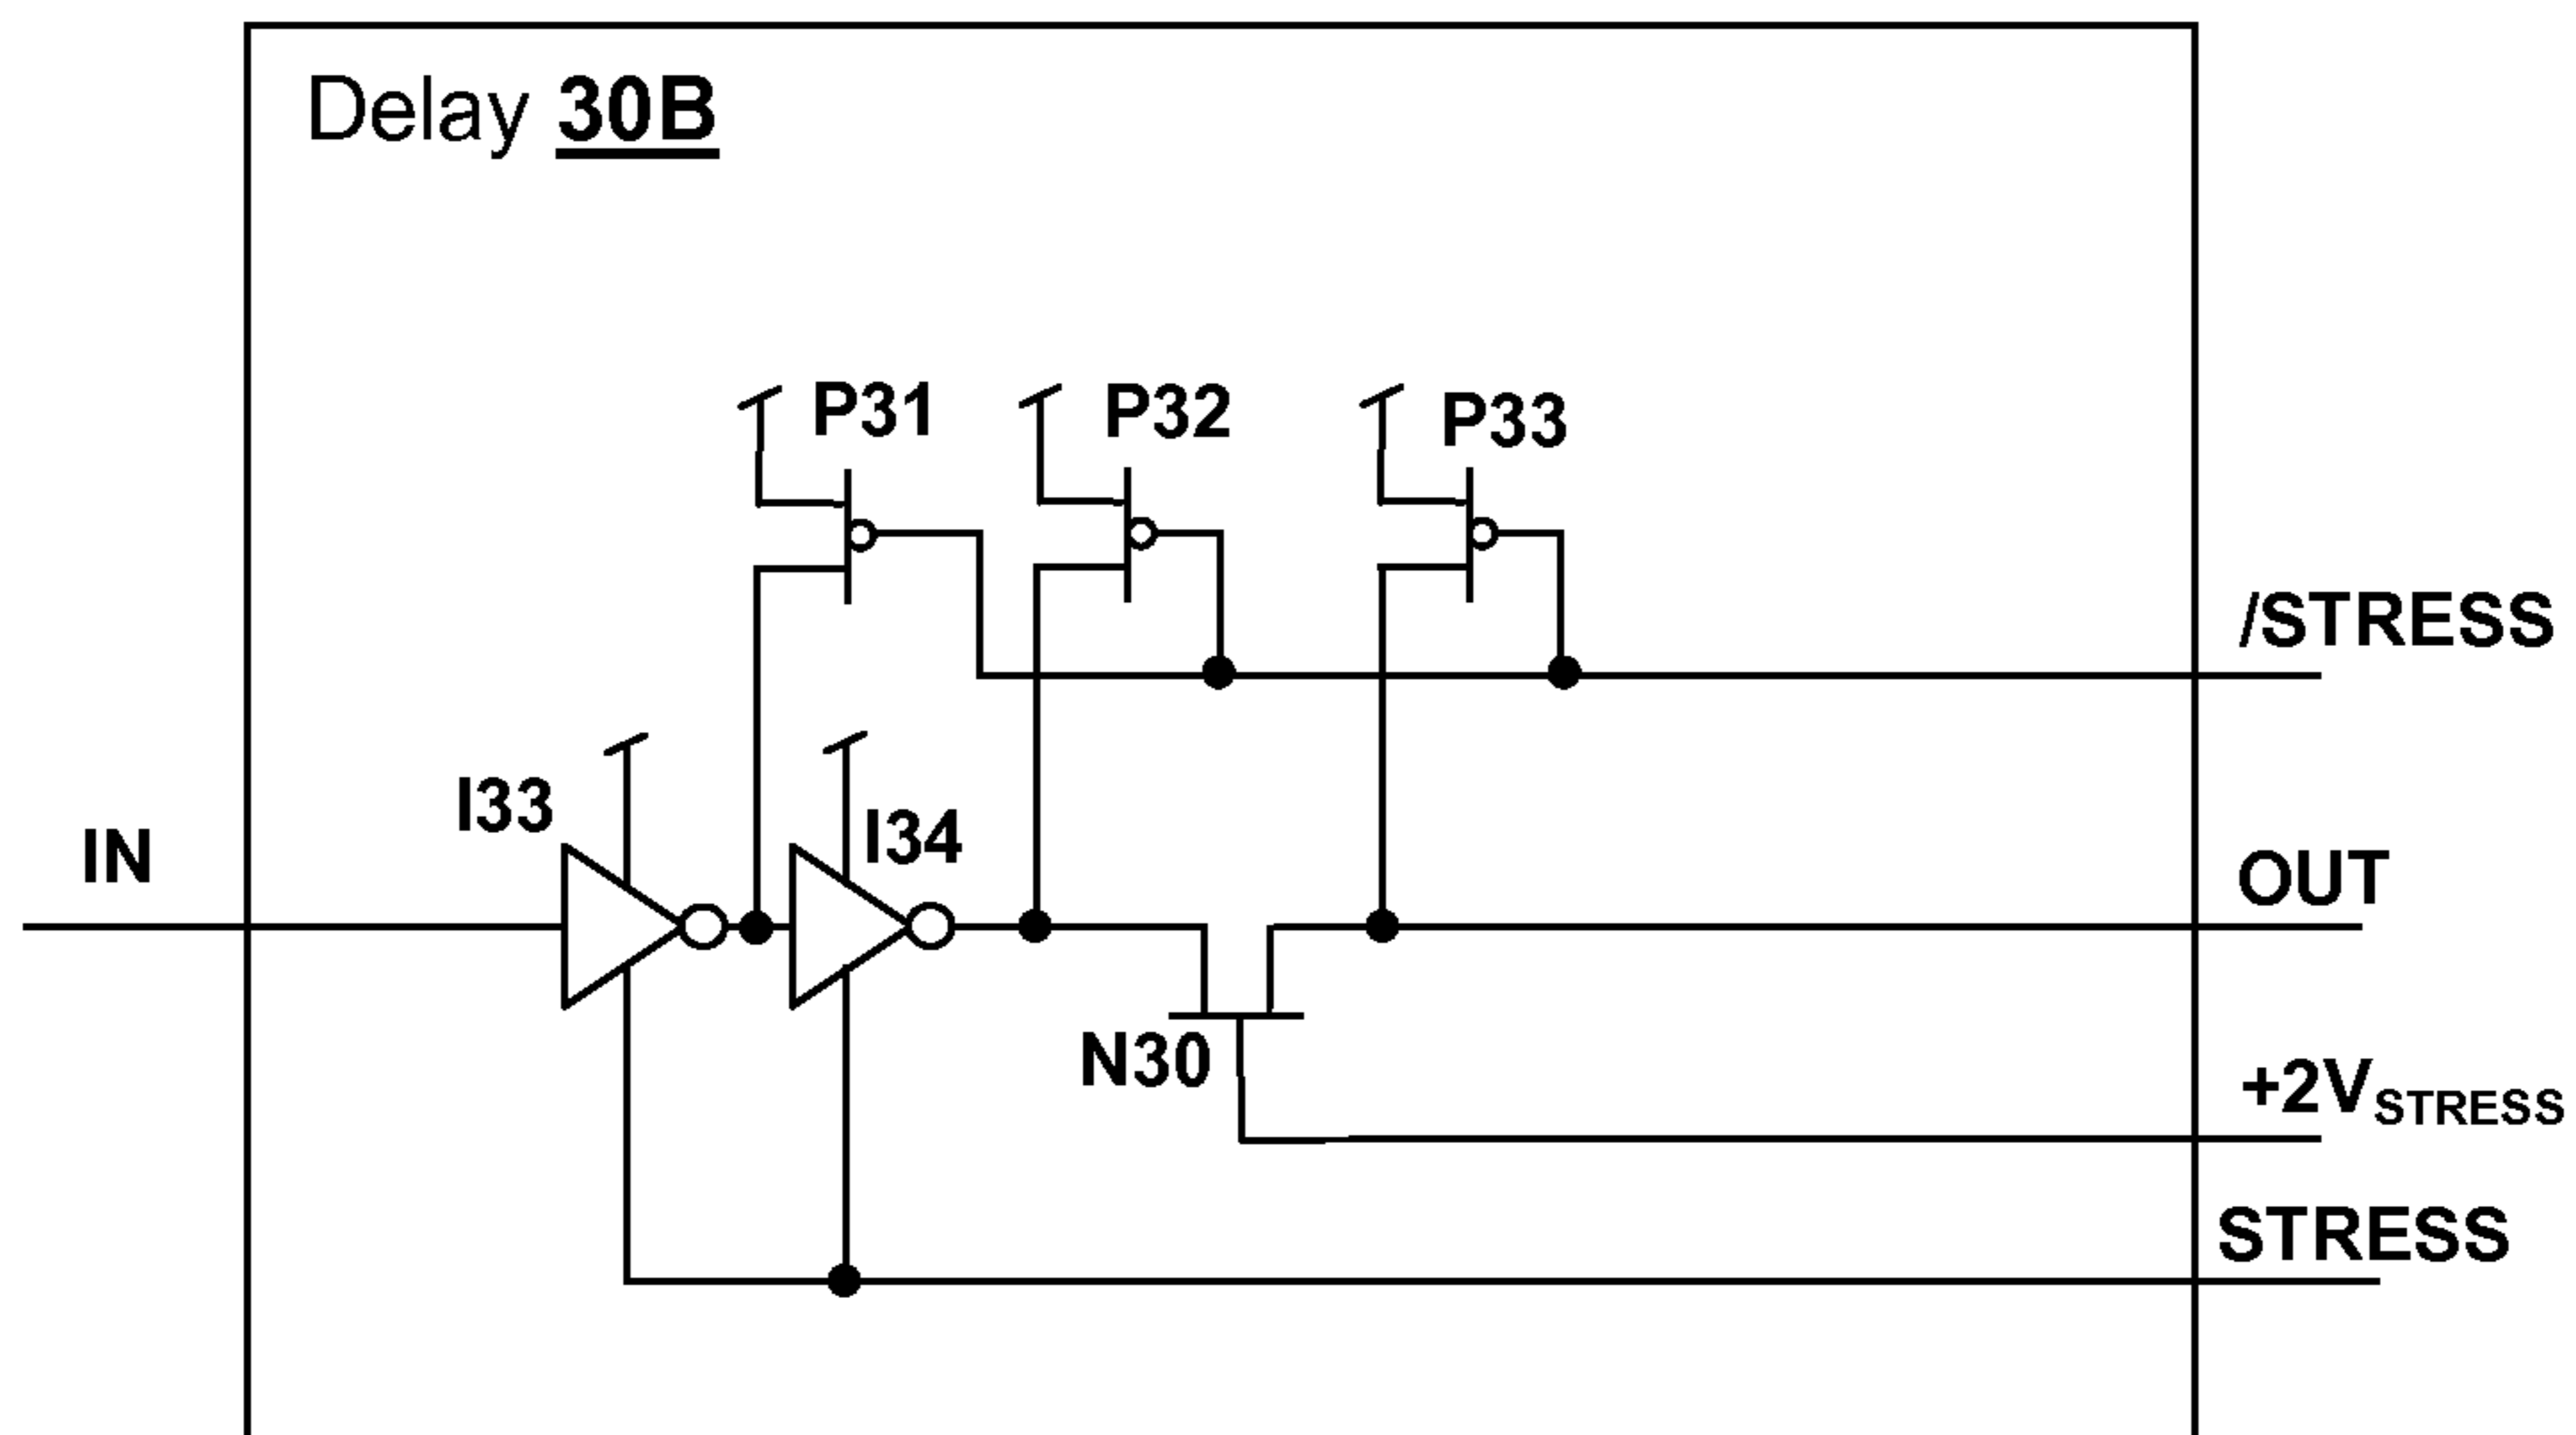 Delay 30B
P31
P32
P33
/STRESS
I33
I34
IN
OUT
N30
+2VSTRESS
STRESS